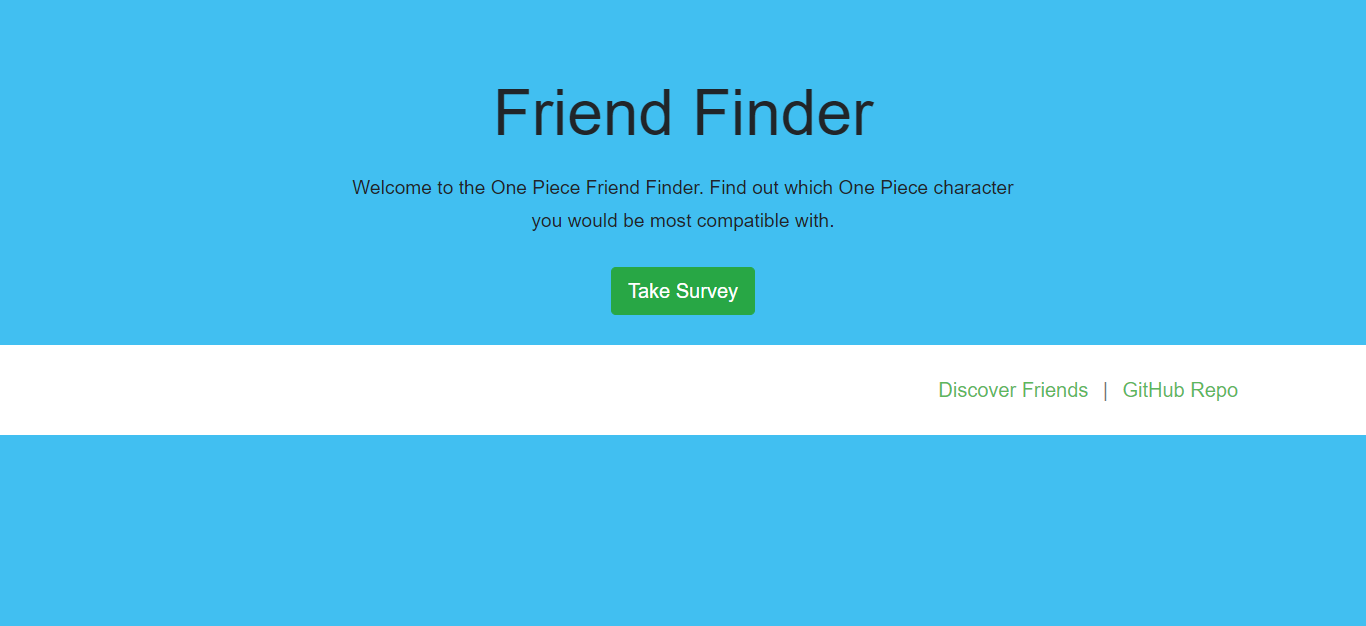 Friend Finder
Welcome to the One Piece Friend Finder. Find out which One Piece character
you would be most compatible with.
Take Survey
Discover Friends | GitHub Repo